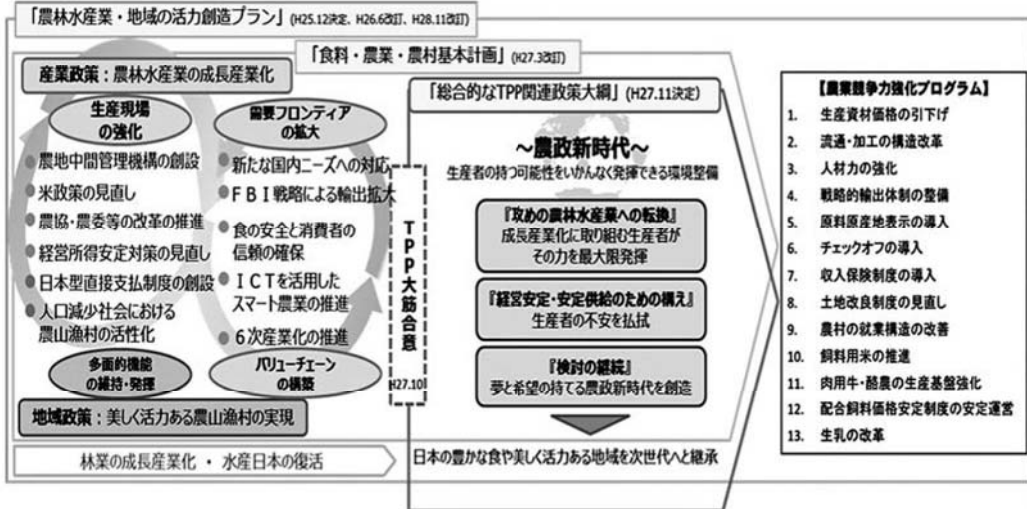 「農林水産業・地域の活力創造プラン」(H25.12決定、H26.6改訂、H28.11改訂)
「食料・農業・農村基本計画」(H27.3改訂)
産業政策：農林水産業の成長産業化
生産現場
の強化
農地中間管理機構の創設
米政策の見直し
農協・農委等の改革の推進
経営所得安定対策の見直し
日本型直接支払制度の創設
人口減少社会における
農山漁村の活性化
多面的機能
の維持・発揮
需要フロンティア
の拡大
新たな国内ニーズへの対応
ＦＢＩ戦略による輸出拡大
食の安全と消費者の
信頼の確保
ＩＣＴを活用した
スマート農業の推進
６次産業化の推進
バリューチェーン
の構築
地域政策：美しく活力ある農山漁村の実現
林業の成長産業化 ・ 水産日本の復活
ＴＰＰ大筋合意
H27.10
「総合的なTPP関連政策大綱」(H27.11決定)
～農政新時代～
生産者の持つ可能性をいかんなく発揮できる環境整備
『攻めの農林水産業への転換』
成長産業化に取り組む生産者が
その力を最大限発揮
『経営安定・安定供給のための備え』
生産者の不安を払拭
『検討の継続』
夢と希望の持てる農政新時代を創造
日本の豊かな食や美しく活力ある地域を次世代へと継承
【農業競争力強化プログラム】
1. 生産資材価格の引下げ
2. 流通・加工の構造改革
3. 人材力の強化
4. 戦略的輸出体制の整備
5. 原料原産地表示の導入
6. チェックオフの導入
7. 収入保険制度の導入
8. 土地改良制度の見直し
9. 農村の就業構造の改善
10. 飼料用米の推進
11. 肉用牛・酪農の生産基盤強化
12. 配合飼料価格安定制度の安定運営
13. 生乳の改革